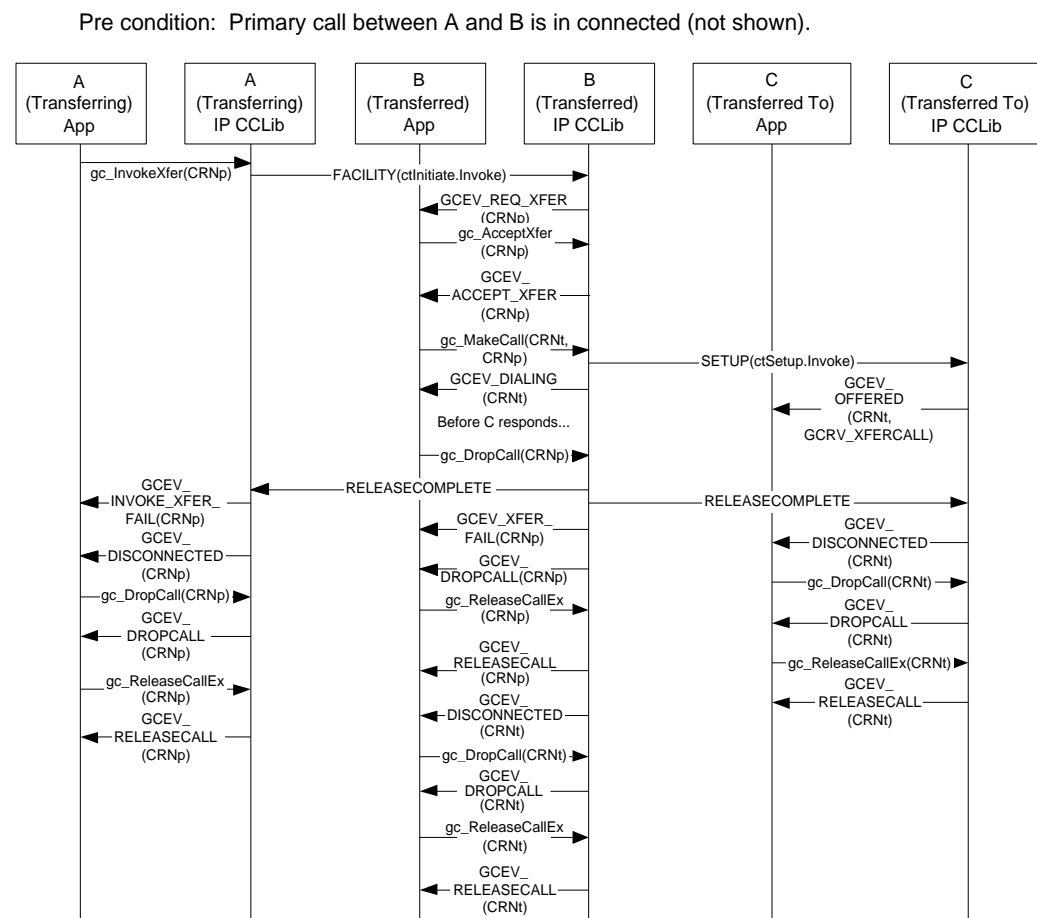 Pre condition:  Primary call between A and B is in connected (not shown).
A
(Transferring)
App
A
(Transferring)
IP CCLib
B
(Transferred)
App
B
(Transferred)
IP CCLib
C
(Transferred To)
App
C
(Transferred To)
IP CCLib
gc_InvokeXfer(CRNp)
FACILITY(ctInitiate.Invoke)
GCEV_REQ_XFER
(CRNp)
gc_AcceptXfer
(CRNp)
GCEV_
ACCEPT_XFER
(CRNp)
gc_MakeCall(CRNt,
CRNp)
SETUP(ctSetup.Invoke)
GCEV_DIALING
(CRNt)
GCEV_
OFFERED
(CRNt,
GCRV_XFERCALL)
Before C responds...
gc_DropCall(CRNp)
RELEASECOMPLETE
RELEASECOMPLETE
GCEV_
INVOKE_XFER_
FAIL(CRNp)
GCEV_XFER_
FAIL(CRNp)
GCEV_
DISCONNECTED
(CRNt)
GCEV_
DISCONNECTED
(CRNp)
GCEV_
DROPCALL(CRNp)
gc_DropCall(CRNt)
gc_DropCall(CRNp)
gc_ReleaseCallEx
(CRNp)
GCEV_
DROPCALL
(CRNt)
GCEV_
DROPCALL
(CRNp)
GCEV_
RELEASECALL
(CRNp)
gc_ReleaseCallEx(CRNt)
gc_ReleaseCallEx
(CRNp)
GCEV_
RELEASECALL
(CRNt)
GCEV_
DISCONNECTED
(CRNt)
GCEV_
RELEASECALL
(CRNp)
gc_DropCall(CRNt)
GCEV_
DROPCALL
(CRNt)
gc_ReleaseCallEx
(CRNt)
GCEV_
RELEASECALL
(CRNt)